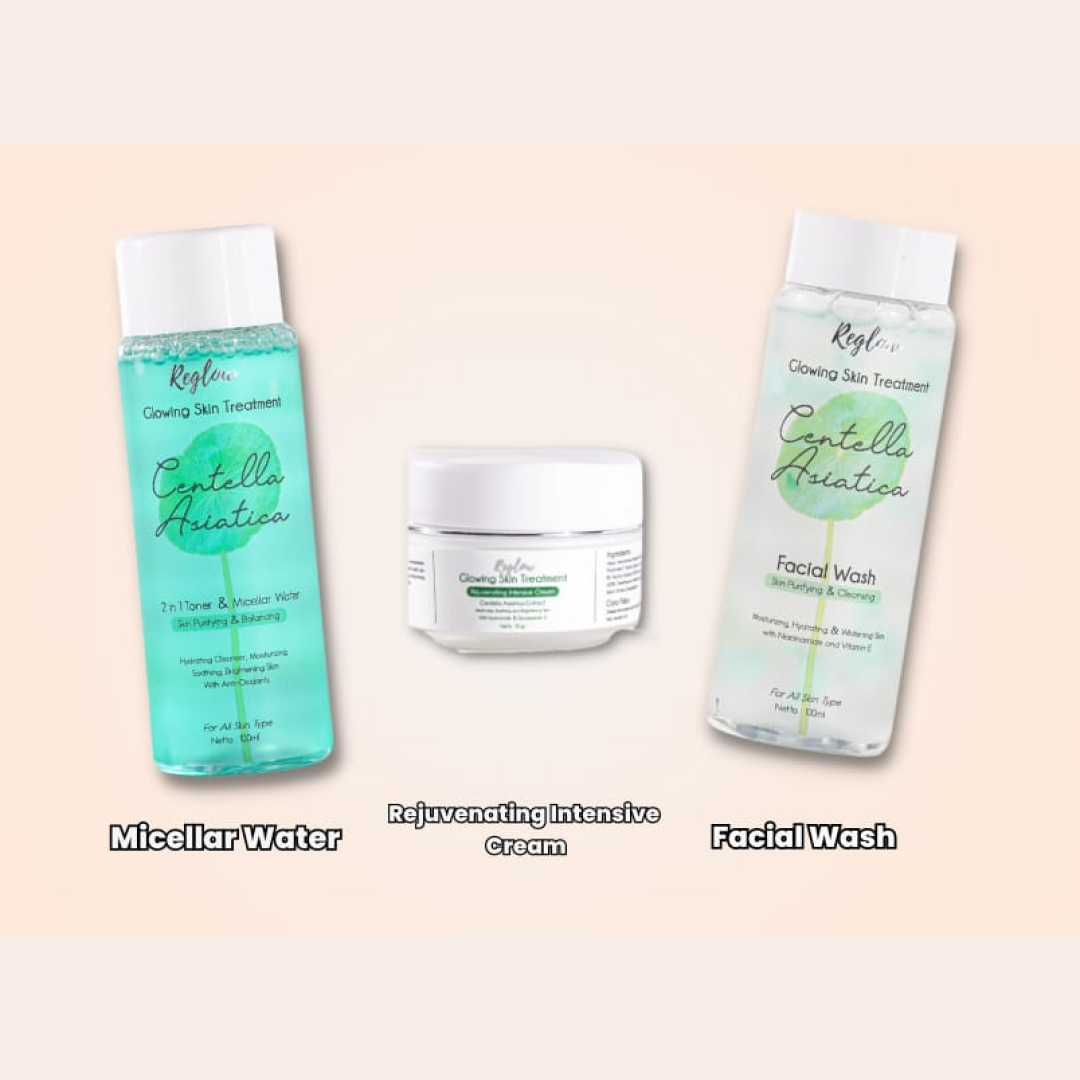 Reglow
Glowing Skin Treatment
Centella
Asiatica
2 n 1 Toner & Micellar Water
Skin Purifying & Balancing
Hydrating Cleanser, Moisturizing
Soothing, Brightening Skin
With Anti-Oxidants
For All Skin Type
Netto : 100ml
Micellar Water
Reglow
Glowing Skin Treatment
Rejuvenating Intensive Cream
Centella Asiatica Extract
Rejuvenating Intensive
Cream
Reglow
Glowing Skin Treatment
Centella
Asiatica
Facial Wash
Skin Purifying & Cleansing
Moisturizing, Hydrating & Whitening Skin
with Niacinamide and Vitamin E
For All Skin Type
Netto : 100ml
Facial Wash